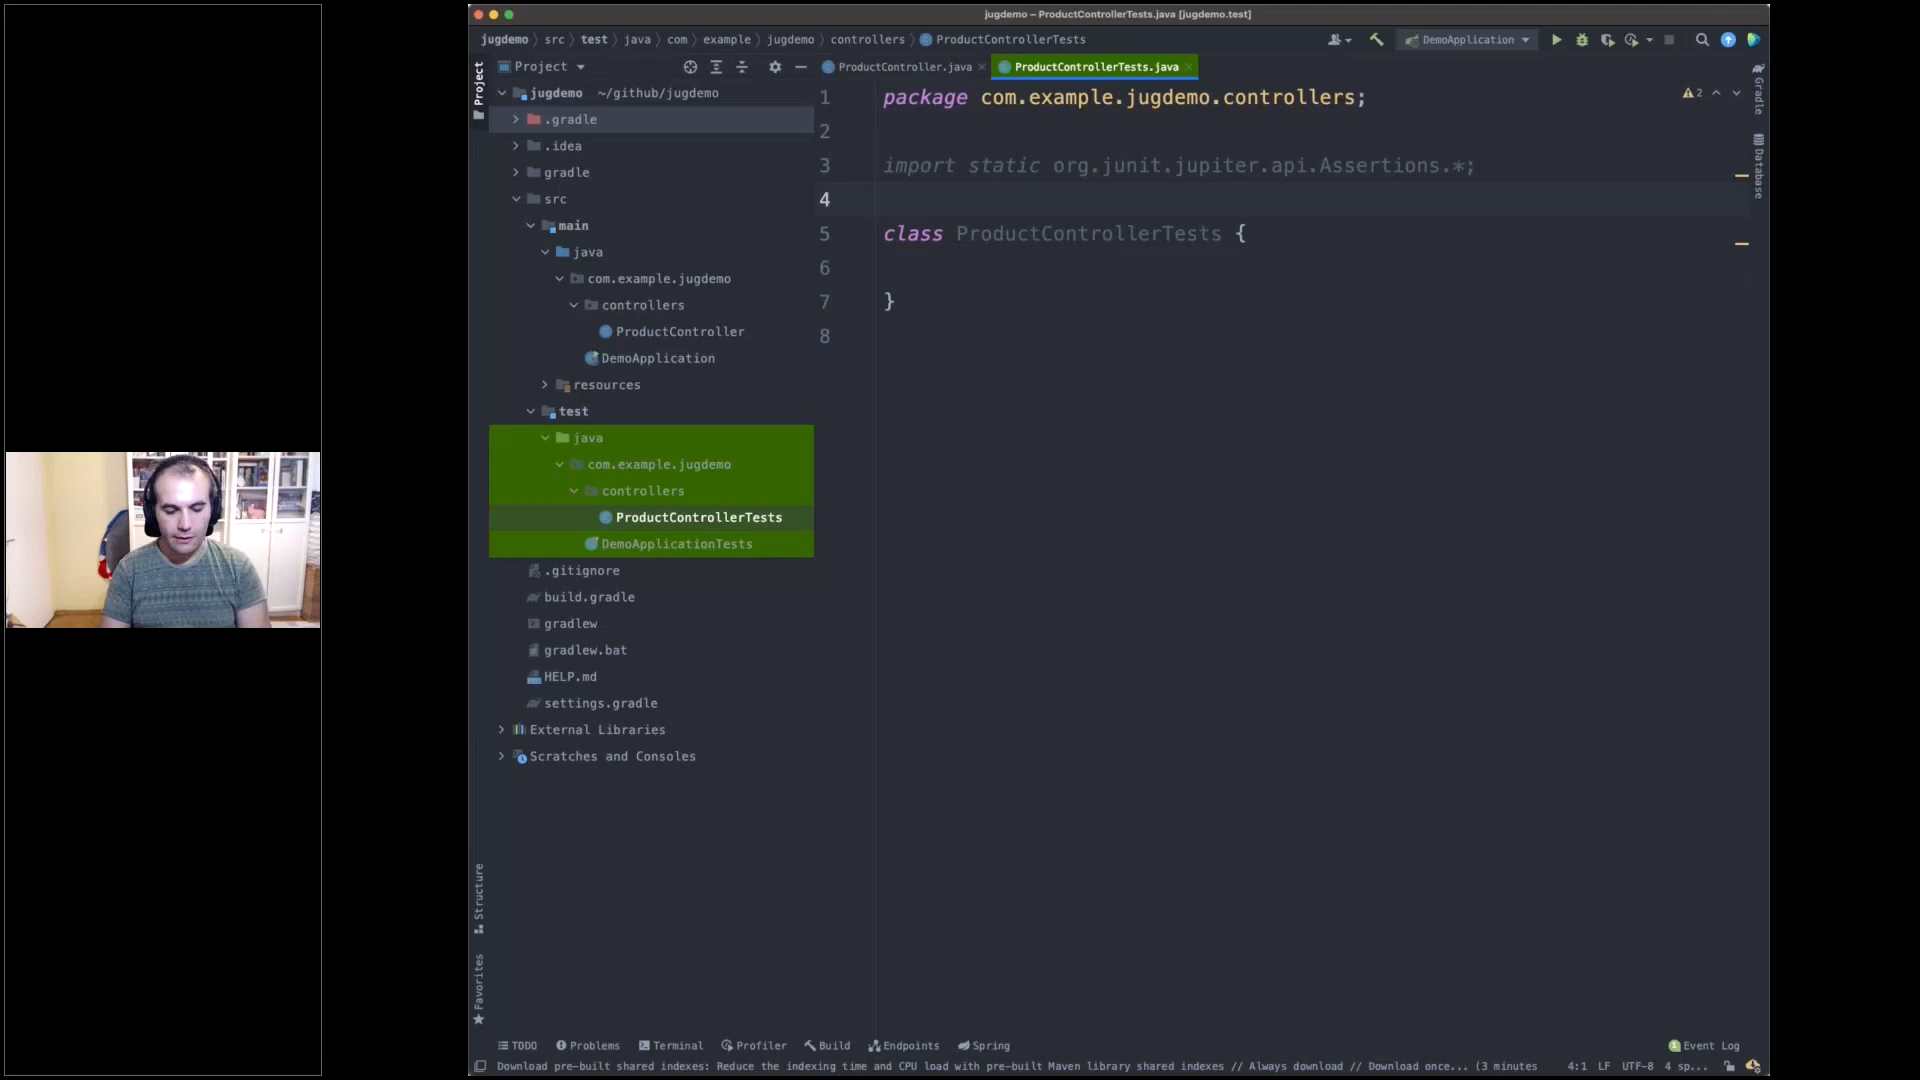 jugdemo – ProductControllerTests.java [jugdemo.test]
jugdemo src test java com example jugdemo controllers ProductControllerTests
DemoApplication
Project
ProductController.java
ProductControllerTests.java
Project
jugdemo ~/github/jugdemo
.gradle
.idea
gradle
src
main
java
com.example.jugdemo
controllers
ProductController
DemoApplication
resources
test
java
com.example.jugdemo
controllers
ProductControllerTests
DemoApplicationTests
.gitignore
build.gradle
gradlew
gradlew.bat
HELP.md
settings.gradle
External Libraries
Scratches and Consoles
1 package com.example.jugdemo.controllers;
2
3 import static org.junit.jupiter.api.Assertions.*;
4
5 class ProductControllerTests {
6
7 }
8
2
Gradle
Database
Structure
Favorites
TODO Problems Terminal Profiler Build Endpoints Spring
1 Event Log
Download pre-built shared indexes: Reduce the indexing time and CPU load with pre-built Maven library shared indexes // Always download // Download once... (3 minutes
4:1 LF UTF-8 4 sp...